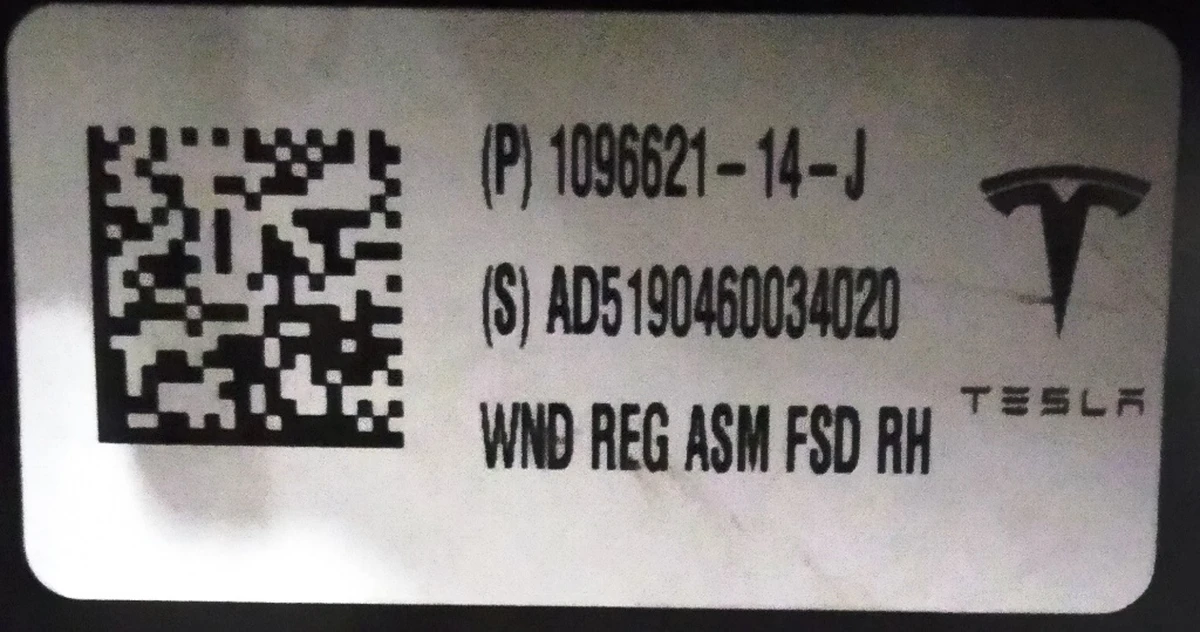 (P) 1096621-14-J
(S) AD5190460034020
WND REG ASM FSD RH
TESLA